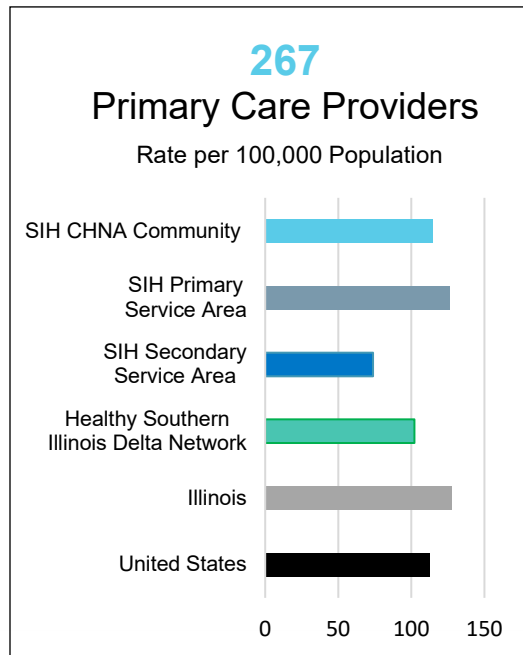 267
Primary Care Providers
Rate per 100,000 Population
SIH CHNA Community
SIH Primary
Service Area
SIH Secondary
Service Area
Healthy Southern
Illinois Delta Network
Illinois
United States
0 50 100 150